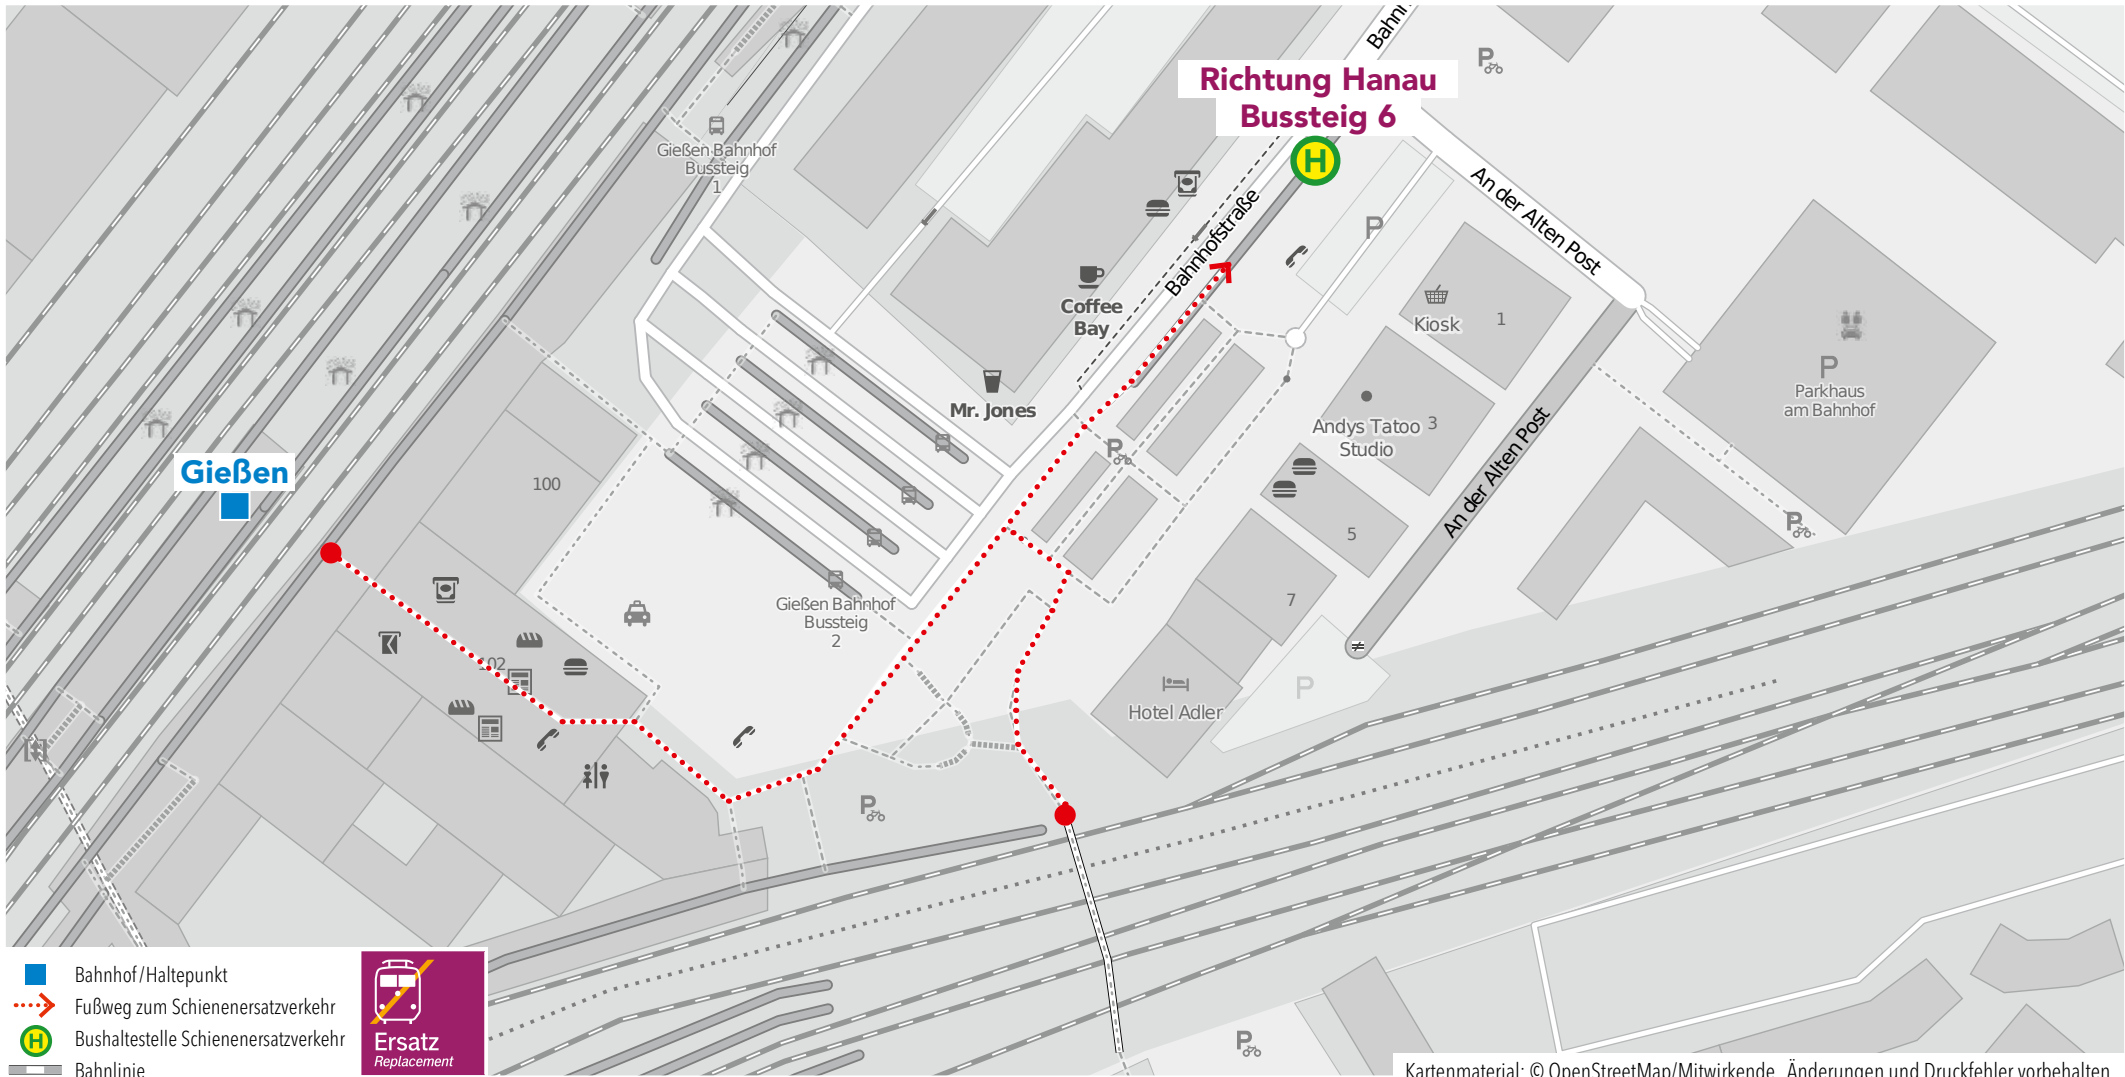 Bahnh
P
Richtung Hanau
Bussteig 6
H
Gießen Bahnhof
Bussteig
1
An der Alten Post
Bahnhofstraße
P
Coffee
Bay
Kiosk
1
Mr. Jones
Andys Tatoo
Studio
3
Parkhaus
am Bahnhof
P
P
An der Alten Post
Gießen
100
P
5
7
Gießen Bahnhof
Bussteig
2
102
Hotel Adler
P
P
P
Bahnhof/Haltepunkt
Fußweg zum Schienenersatzverkehr
H
Bushaltestelle Schienenersatzverkehr
Bahnlinie
Ersatz
Replacement
Kartenmaterial: © OpenStreetMap/Mitwirkende Änderungen und Druckfehler vorbehalten